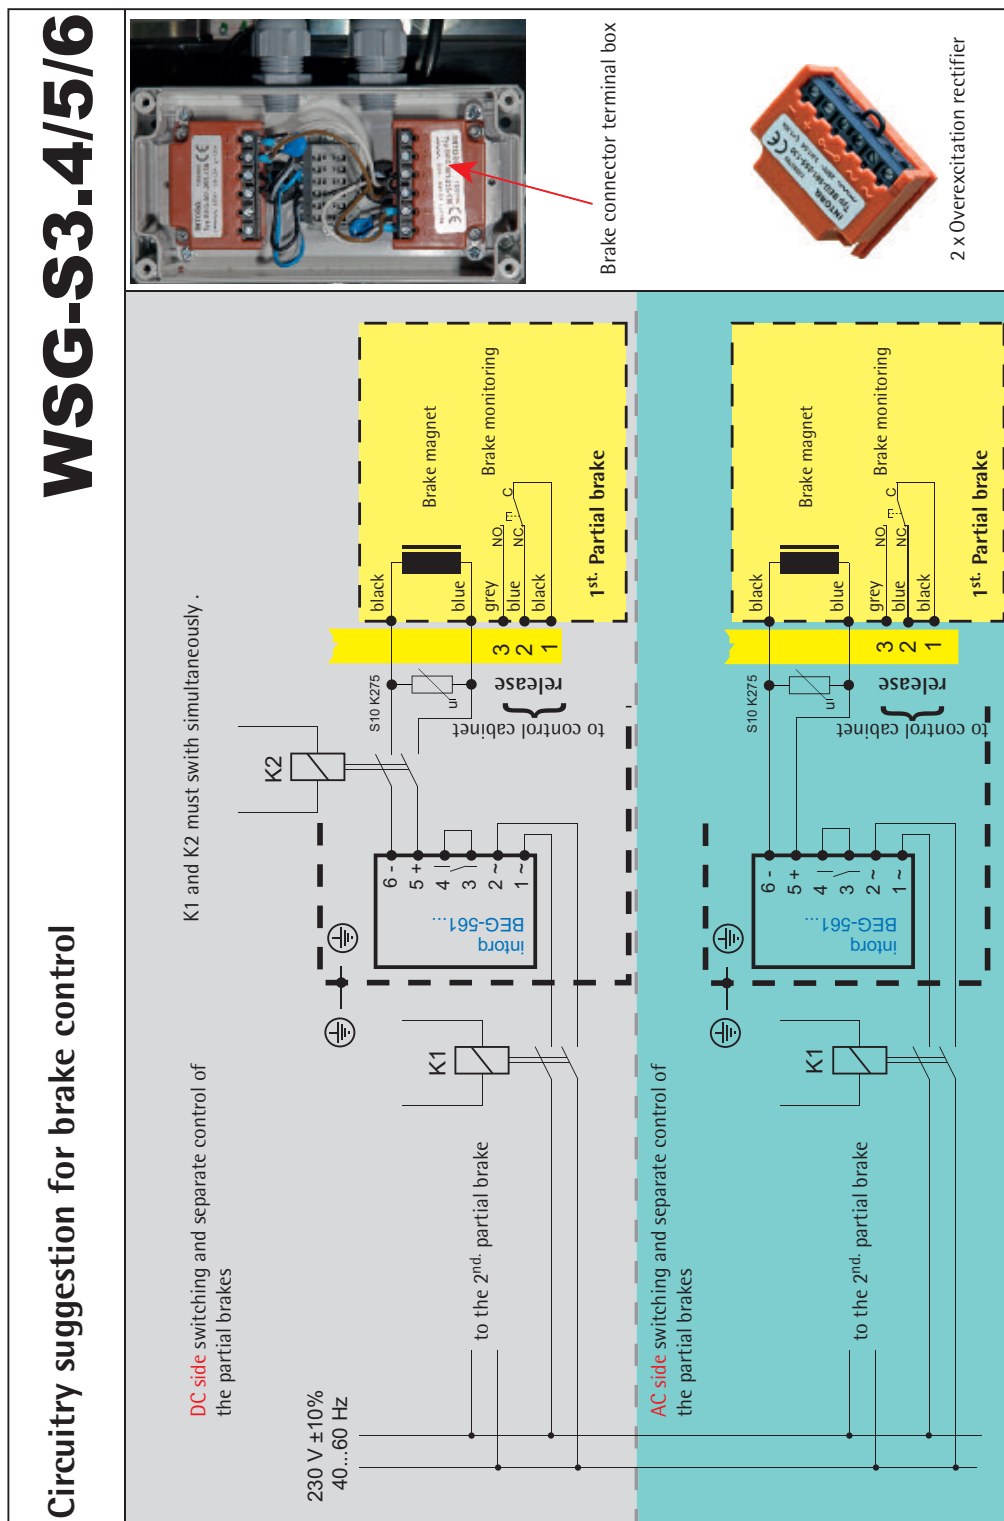 Circuitry suggestion for brake control
WSG-S3.4/5/6
DC side switching and separate control of
the partial brakes
K1 and K2 must swith simultaneously .
230 V ±10%
40...60 Hz
to the 2nd. partial brake
K1
K2
intorq
BEG-561
...
6 -
5 +
4
3
2 ~
1 ~
S10 K275
u
to control cabinet
release
3
2
1
black
blue
grey
blue
black
NO
NC
C
Brake magnet
Brake monitoring
1st. Partial brake
AC side switching and separate control of
the partial brakes
to the 2nd. partial brake
K1
intorq
BEG-561
...
6 -
5 +
4
3
2 ~
1 ~
S10 K275
u
to control cabinet
release
3
2
1
black
blue
grey
blue
black
NO
NC
C
Brake magnet
Brake monitoring
1st. Partial brake
Brake connector terminal box
INTORQ
2 x Overexcitation rectifier